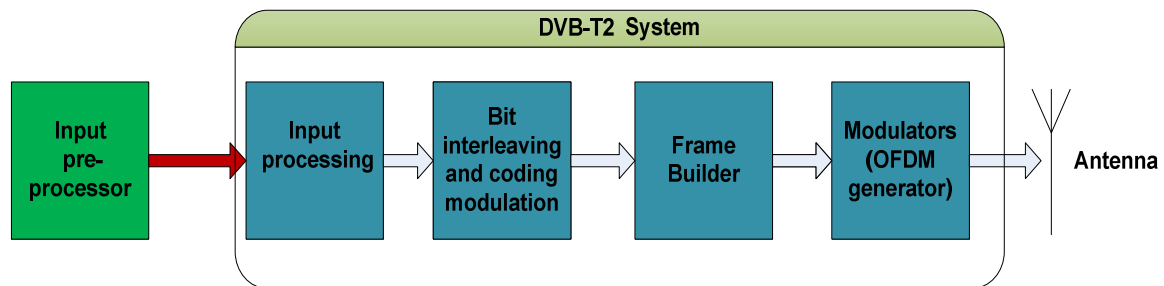 DVB-T2 System
Input
pre-
processor
Input
processing
Bit
interleaving
and coding
modulation
Frame
Builder
Modulators
(OFDM
generator)
Antenna